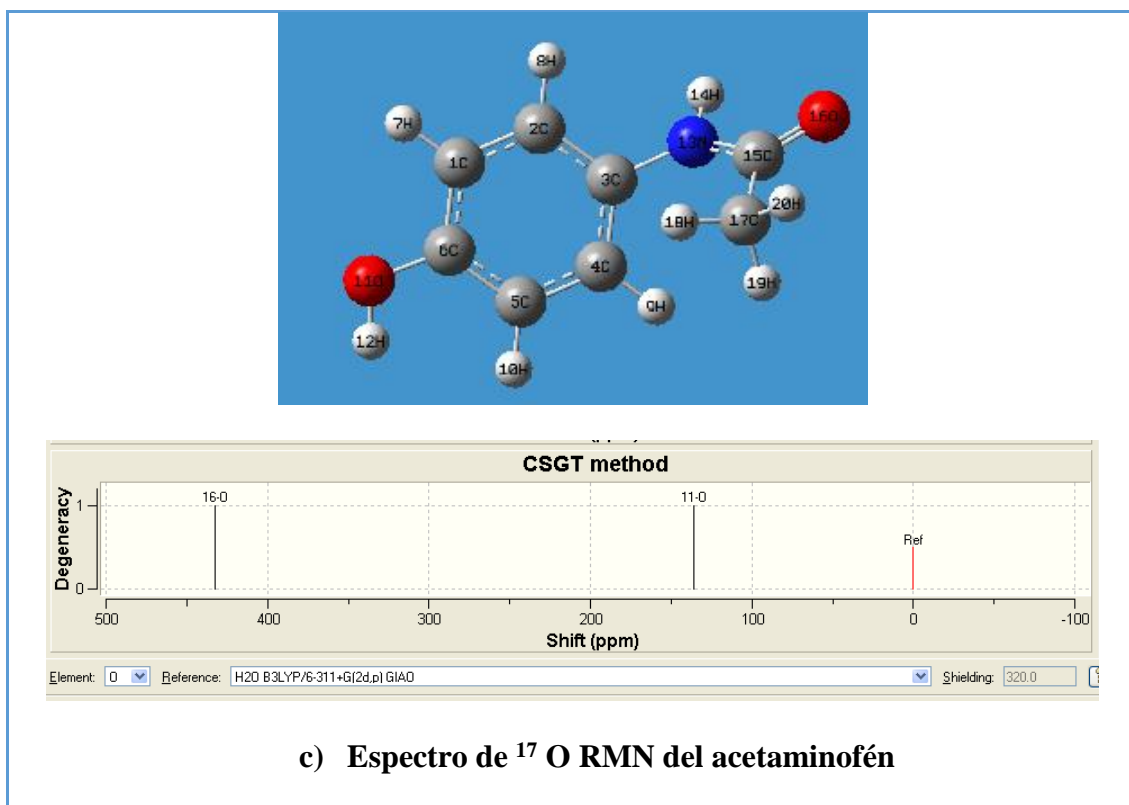 8H
14H
7H
2C
16O
13N
1C
15C
3C
20H
18H
17C
6C
4C
11O
19H
5C
9H
12H
10H
CSGT method
Degeneracy
1
0
16-O
11-O
Ref
500
400
300
200
100
0
-100
Shift (ppm)
Element: O Reference: H2O B3LYP/6-311+G(2d,p) GIAO Shielding: 320.0
c) Espectro de 17 O RMN del acetaminofén